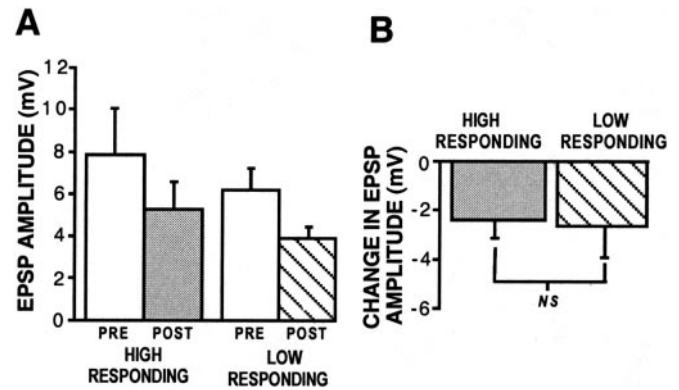 A
EPSP AMPLITUDE (mV)
12
10
8
6
4
2
0
PRE POST PRE POST
HIGH RESPONDING
LOW RESPONDING
B
HIGH RESPONDING
LOW RESPONDING
CHANGE IN EPSP
AMPLITUDE (mV)
0
-2
-4
-6
NS